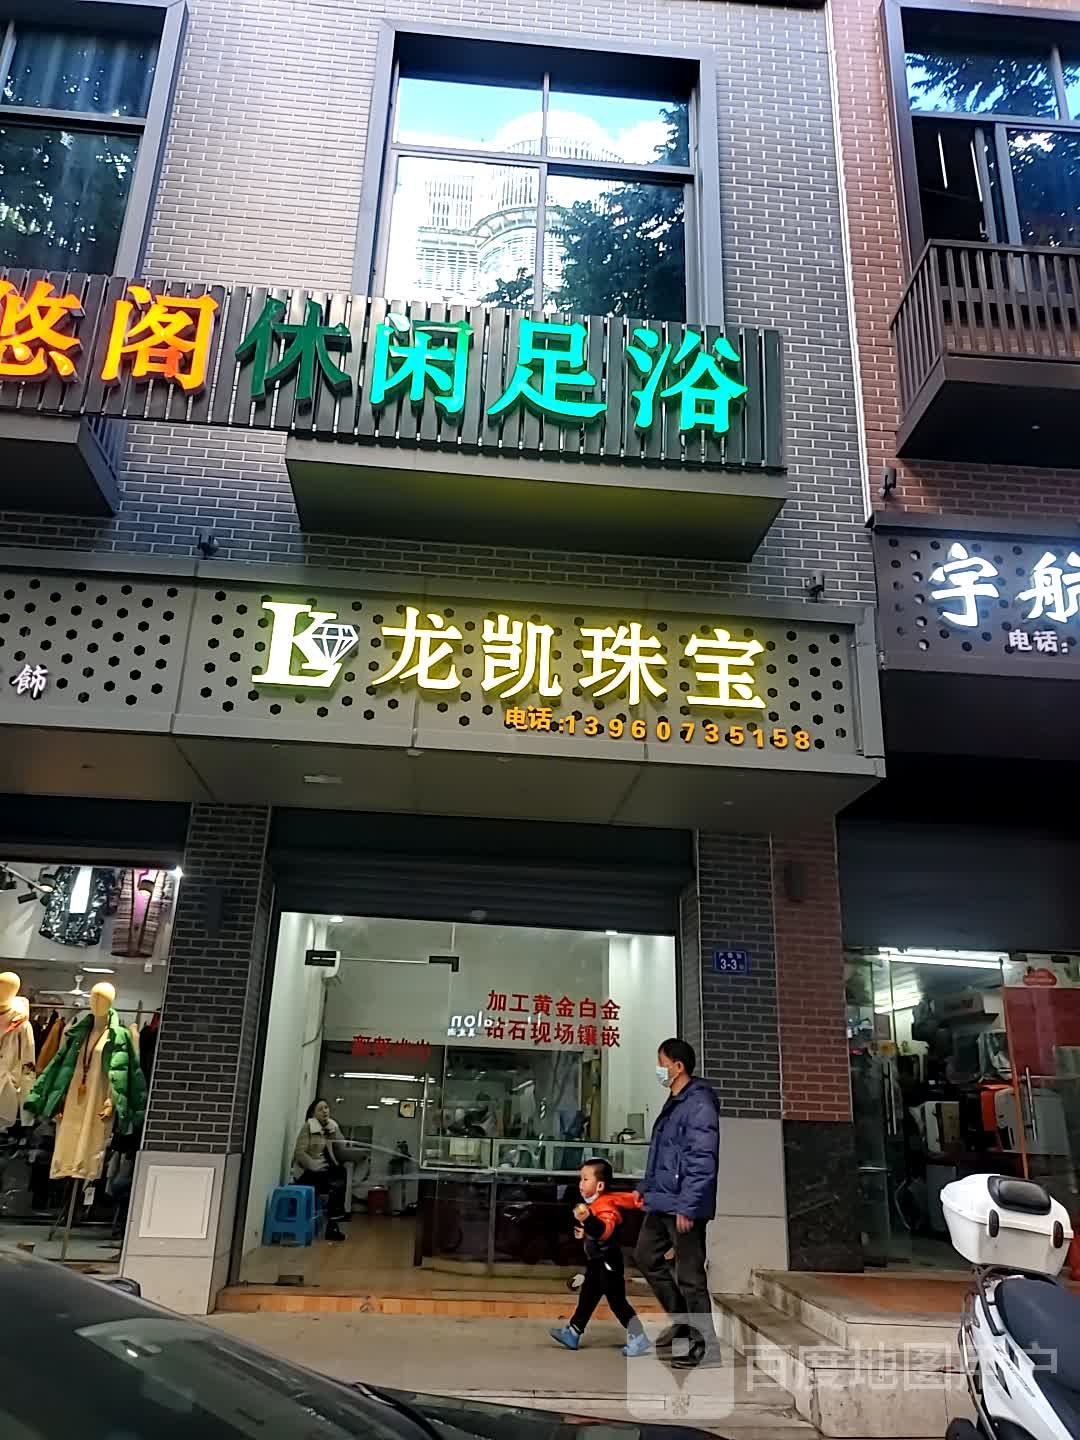 悠阁休闲足浴
飾
LK龙凯珠宝
电话:13960735158
宇航
电话:
3-3
加工黄金白金
钻石现场镶嵌
百度地图用户